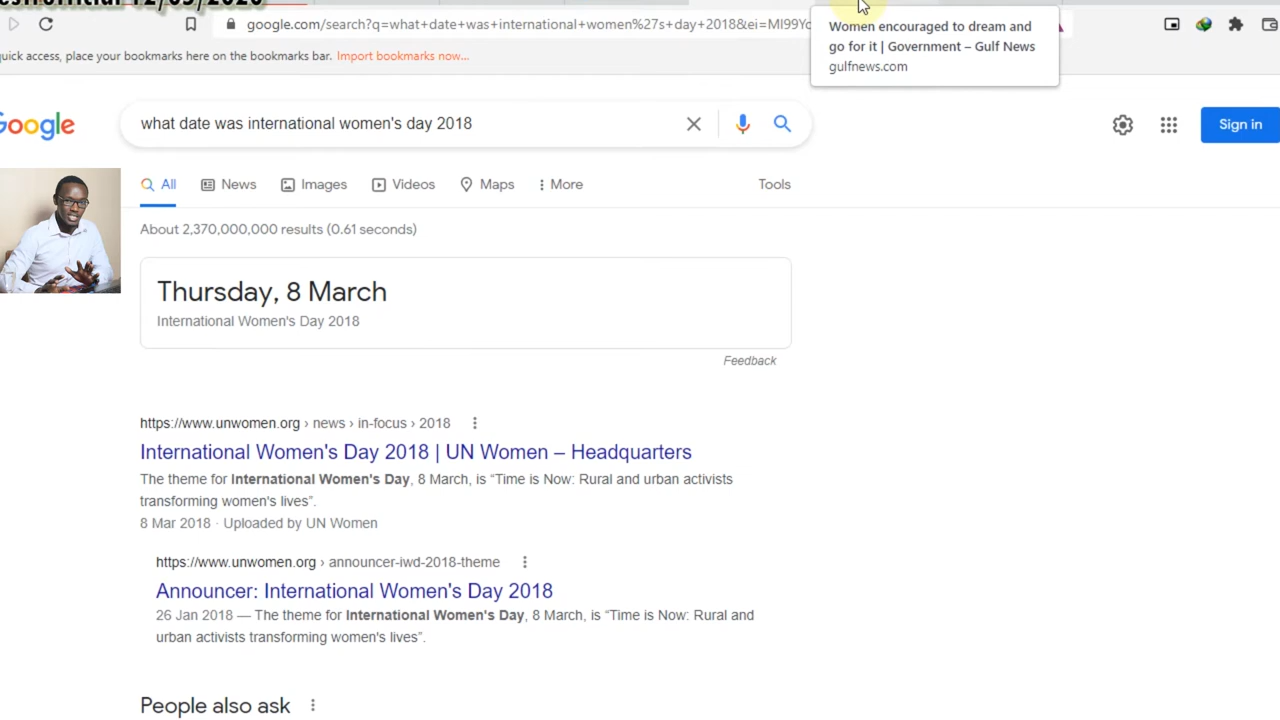 12/05/2020
google.com/search?q=what+date+was+international+women%27s+day+2018&ei=MI99Y
Women encouraged to dream and
go for it | Government – Gulf News
gulfnews.com
quick access, place your bookmarks here on the bookmarks bar. Import bookmarks now...
Google
what date was international women's day 2018
Sign in
All
News
Images
Videos
Maps
More
Tools
About 2,370,000,000 results (0.61 seconds)
Thursday, 8 March
International Women's Day 2018
Feedback
https://www.unwomen.org › news › in-focus › 2018
International Women's Day 2018 | UN Women – Headquarters
The theme for International Women's Day, 8 March, is “Time is Now: Rural and urban activists
transforming women's lives”.
8 Mar 2018 · Uploaded by UN Women
https://www.unwomen.org › announcer-iwd-2018-theme
Announcer: International Women's Day 2018
26 Jan 2018 — The theme for International Women's Day, 8 March, is “Time is Now: Rural and
urban activists transforming women's lives”.
People also ask